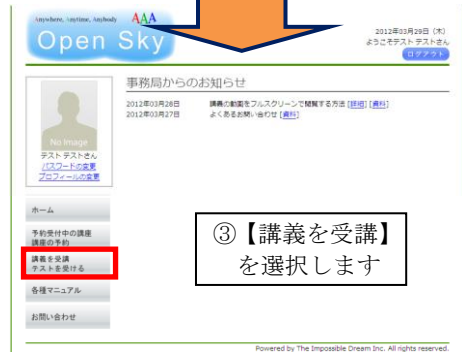 Anywhere, Anytime, Anybody AAA
Open Sky
2012年03月29日 (木)
ようこそテスト テストさん
ログアウト
No Image
テスト テストさん
パスワードの変更
プロフィールの変更
事務局からのお知らせ
2012年03月28日 講義の動画をフルスクリーンで閲覧する方法 [詳細] [資料]
2012年03月27日 よくあるお問い合わせ [資料]
ホーム
予約受付中の講座
講座の予約
講義を受講
テストを受ける
各種マニュアル
お問い合わせ
③【講義を受講】
を選択します
Powered by The Impossible Dream Inc. All rights reserved.